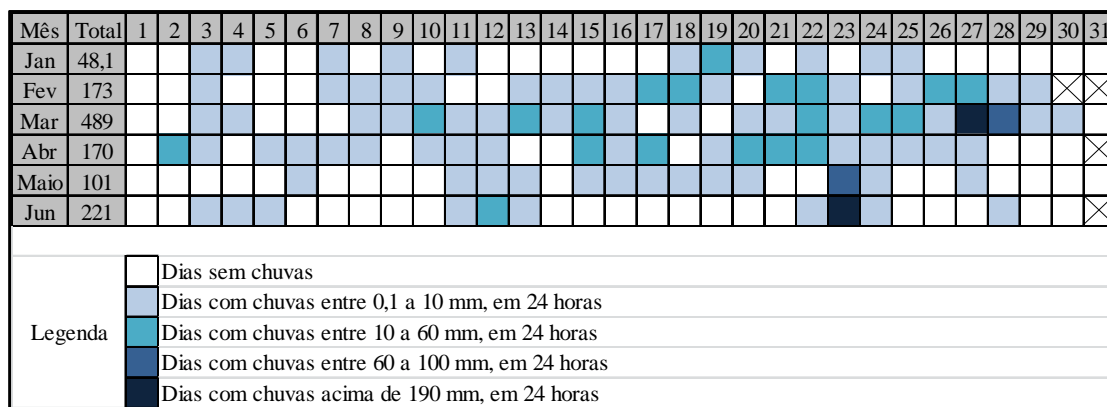 Mês Total 1 2 3 4 5 6 7 8 9 10 11 12 13 14 15 16 17 18 19 20 21 22 23 24 25 26 27 28 29 30 31
Jan 48,1
Fev 173
Mar 489
Abr 170
Maio 101
Jun 221
Legenda
Dias sem chuvas
Dias com chuvas entre 0,1 a 10 mm, em 24 horas
Dias com chuvas entre 10 a 60 mm, em 24 horas
Dias com chuvas entre 60 a 100 mm, em 24 horas
Dias com chuvas acima de 190 mm, em 24 horas